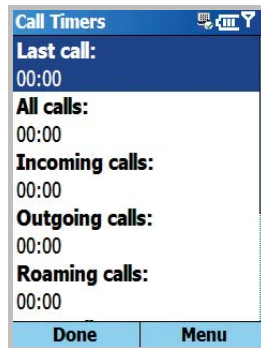 Call Timers
Last call:
00:00
All calls:
00:00
Incoming calls:
00:00
Outgoing calls:
00:00
Roaming calls:
00:00
Done Menu